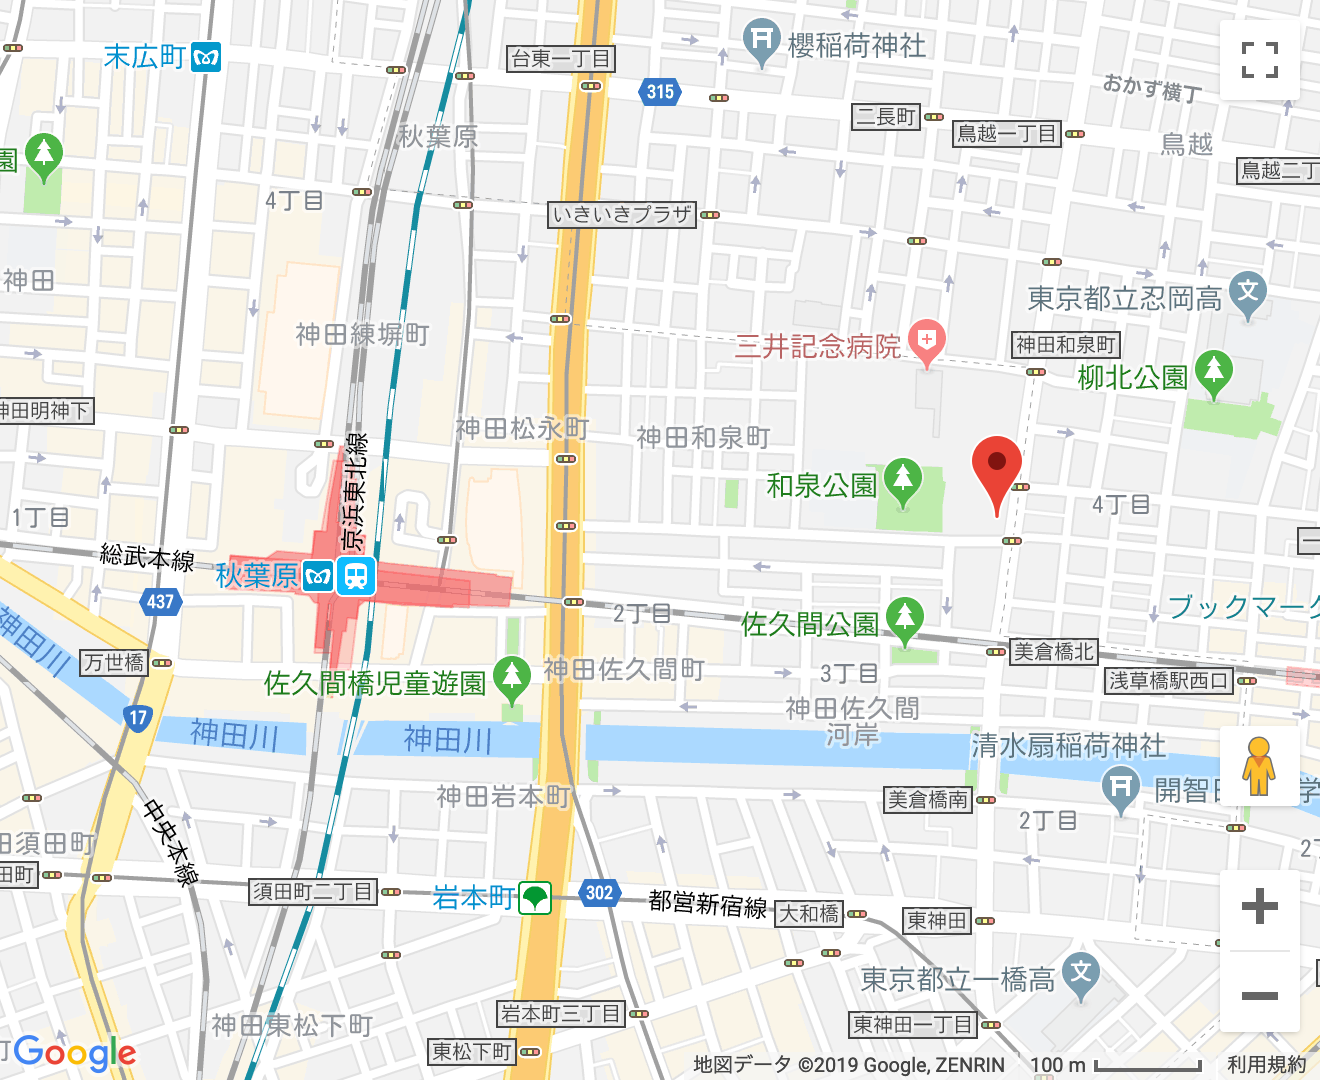 末広町
台東一丁目
315
櫻稲荷神社
おかず横丁
二長町
鳥越一丁目
鳥越
鳥越二丁
秋葉原
園
4丁目
いきいきプラザ
神田
神田練塀町
東京都立忍岡高
三井記念病院
神田和泉町
柳北公園
神田明神下
神田松永町
神田和泉町
京浜東北線
和泉公園
4丁目
1丁目
総武本線
秋葉原
437
2丁目
佐久間公園
ブックマーク
神田川
万世橋
美倉橋北
浅草橋駅西口
佐久間橋児童遊園
神田佐久間町
3丁目
神田佐久間
河岸
17
神田川
神田川
清水扇稲荷神社
神田岩本町
美倉橋南
開智日
学
2丁目
中央本線
田須田町
田町
須田町二丁目
岩本町
302
都営新宿線
大和橋
東神田
東京都立一橋高
岩本町三丁目
東神田一丁目
神田東松下町
東松下町
Google
地図データ ©2019 Google, ZENRIN
100 m
利用規約